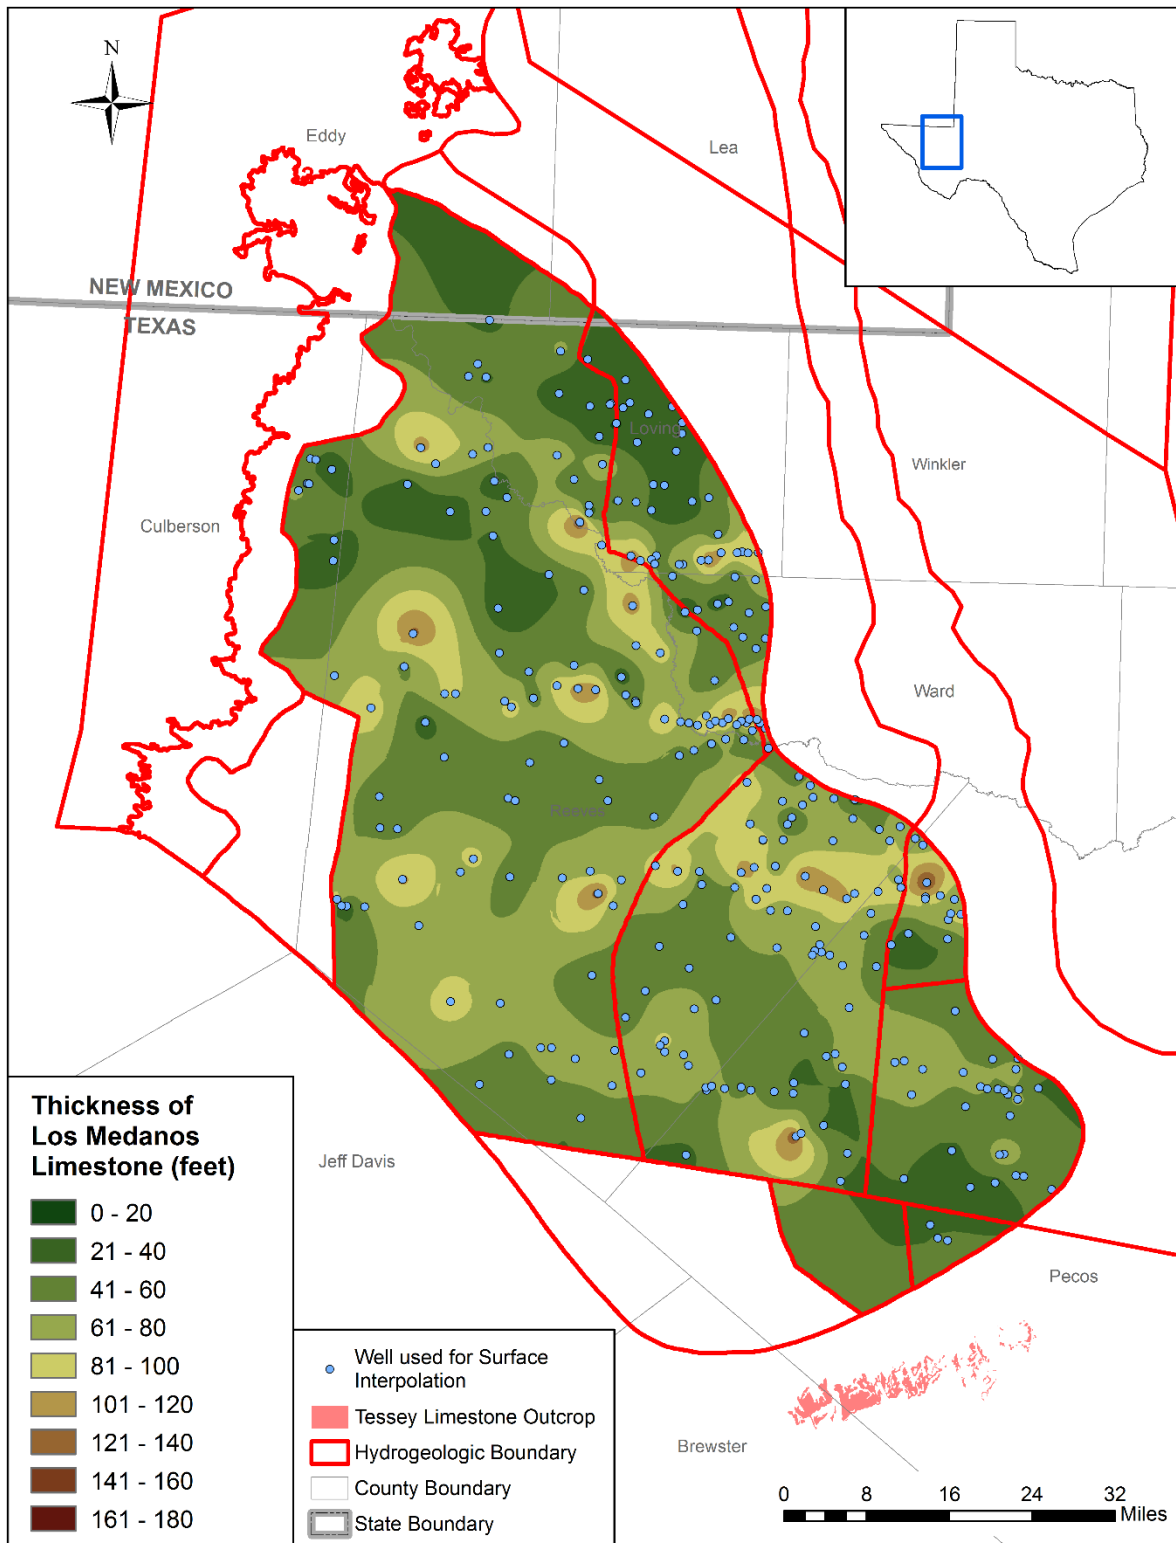 N
Eddy
Lea
NEW MEXICO
TEXAS
Loving
Winkler
Culberson
Ward
Reeves
Jeff Davis
Pecos
Brewster
Thickness of
Los Medanos
Limestone (feet)
0 - 20
21 - 40
41 - 60
61 - 80
81 - 100
101 - 120
121 - 140
141 - 160
161 - 180
Well used for Surface
Interpolation
Tessey Limestone Outcrop
Hydrogeologic Boundary
County Boundary
State Boundary
0 8 16 24 32
Miles